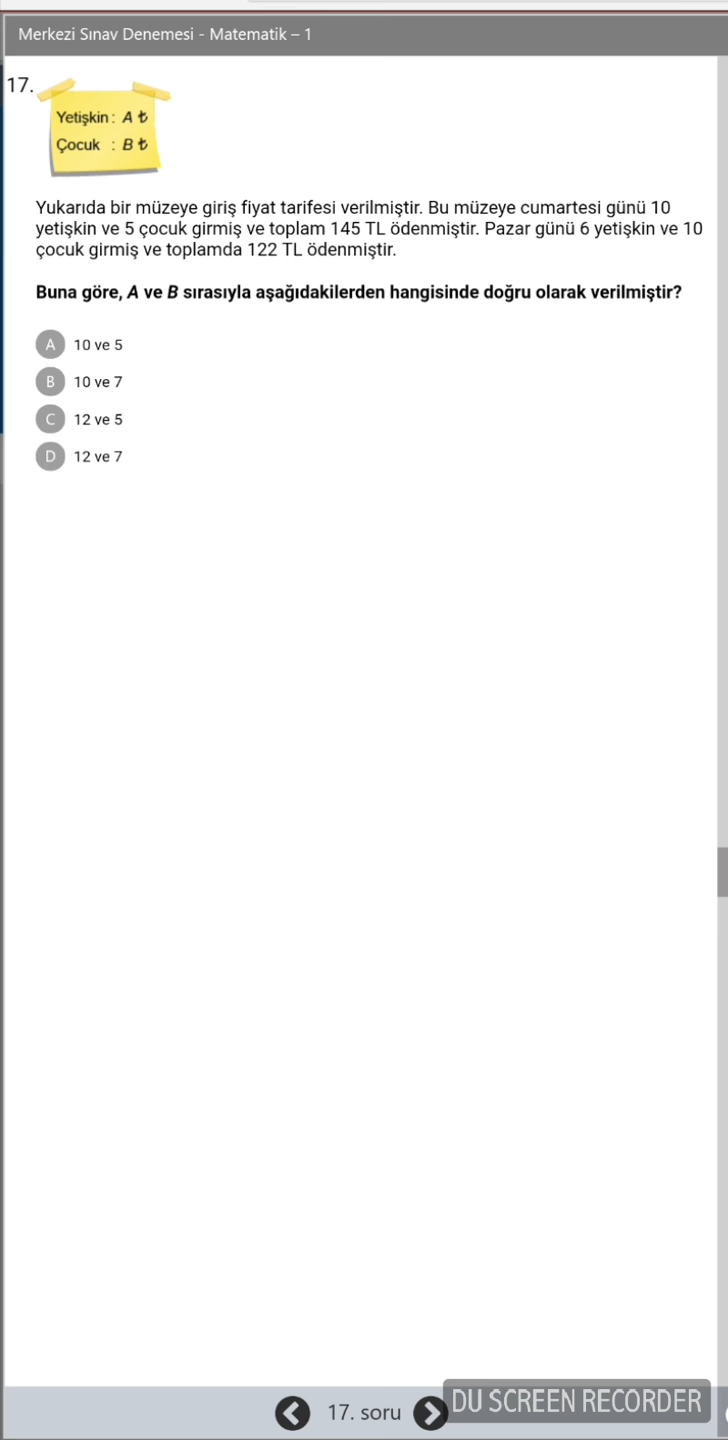 Merkezi Sınav Denemesi - Matematik – 1
17.
Yetişkin : A ₺
Çocuk : B ₺
Yukarıda bir müzeye giriş fiyat tarifesi verilmiştir. Bu müzeye cumartesi günü 10
yetişkin ve 5 çocuk girmiş ve toplam 145 TL ödenmiştir. Pazar günü 6 yetişkin ve 10
çocuk girmiş ve toplamda 122 TL ödenmiştir.
Buna göre, A ve B sırasıyla aşağıdakilerden hangisinde doğru olarak verilmiştir?
A 10 ve 5
B 10 ve 7
C 12 ve 5
D 12 ve 7
17. soru
DU SCREEN RECORDER